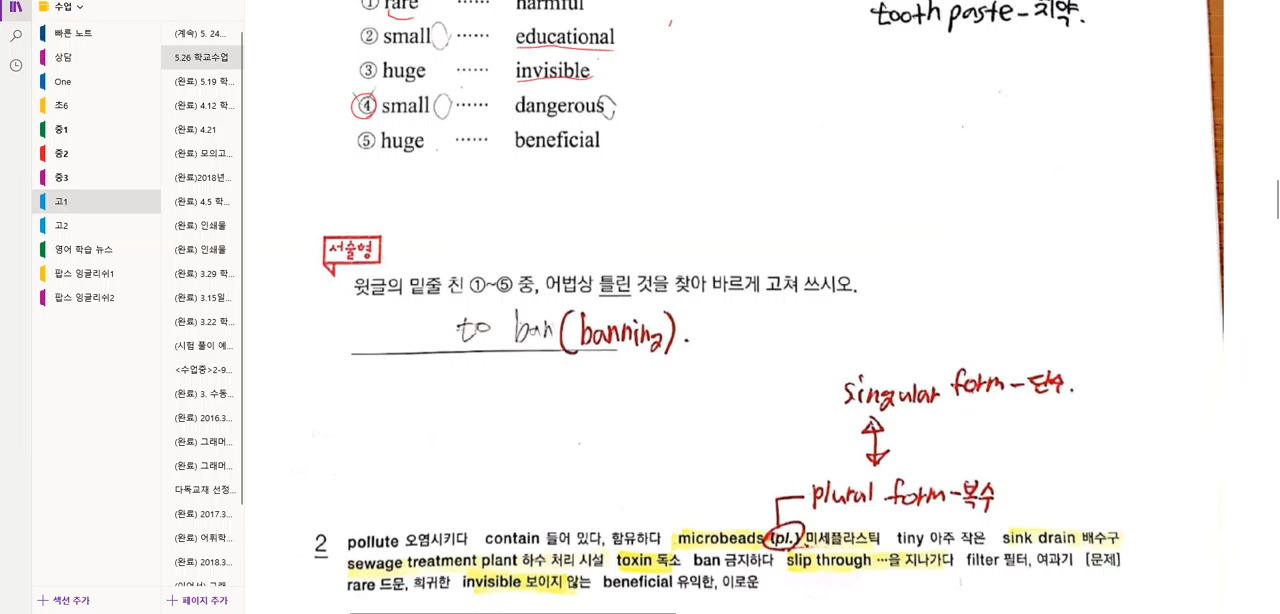 수업
빠른 노트
상담
One
초6
중1
중2
중3
고1
고2
영어 학습 뉴스
팝스 잉글리쉬1
팝스 잉글리쉬2
섹션 추가
(계속) 5. 24...
5.26 학교수업
(완료) 5.19 학...
(완료) 4.12 학...
(완료) 4.21
(완료) 모의고...
(완료)2018년...
(완료) 4.5 학...
(완료) 인쇄물
(완료) 인쇄물
(완료) 3.29 학...
(완료) 3.15일...
(완료) 3.22 학...
(시험 풀이 예...
<수업중>2-9...
(완료) 3. 수동...
(완료) 2016.3...
(완료) 그래머...
(완료) 그래머...
다독교재 선정...
(완료) 2017.3...
(완료) 어휘학...
(완료) 2018.3...
페이지 추가
① rare ······ harmful
② small ······ educational
③ huge ······ invisible
④ small ······ dangerous
⑤ huge ······ beneficial
tooth paste - 치약.
서술형
윗글의 밑줄 친 ①~⑤ 중, 어법상 틀린 것을 찾아 바르게 고쳐 쓰시오.
to ban (banning).
singular form - 단수.
plural form - 복수
2 pollute 오염시키다 contain 들어 있다, 함유하다 microbeads (pl.) 미세플라스틱 tiny 아주 작은 sink drain 배수구
sewage treatment plant 하수 처리 시설 toxin 독소 ban 금지하다 slip through …을 지나가다 filter 필터, 여과기 [문제]
rare 드문, 희귀한 invisible 보이지 않는 beneficial 유익한, 이로운